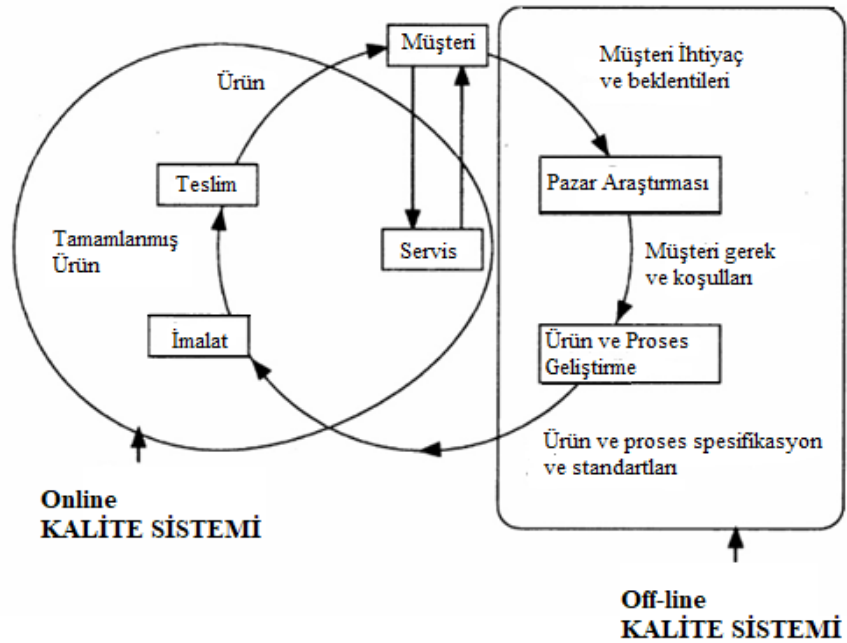 Müşteri
Müşteri İhtiyaç
ve beklentileri
Ürün
Teslim
Pazar Araştırması
Tamamlanmış
Ürün
Servis
Müşteri gerek
ve koşulları
İmalat
Ürün ve Proses
Geliştirme
Ürün ve proses spesifikasyon
ve standartları
Online
KALİTE SİSTEMİ
Off-line
KALİTE SİSTEMİ